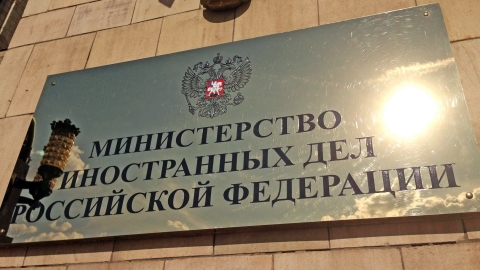 МИНИСТЕРСТВО
ИНОСТРАННЫХ ДЕЛ
РОССИЙСКОЙ ФЕДЕРАЦИИ